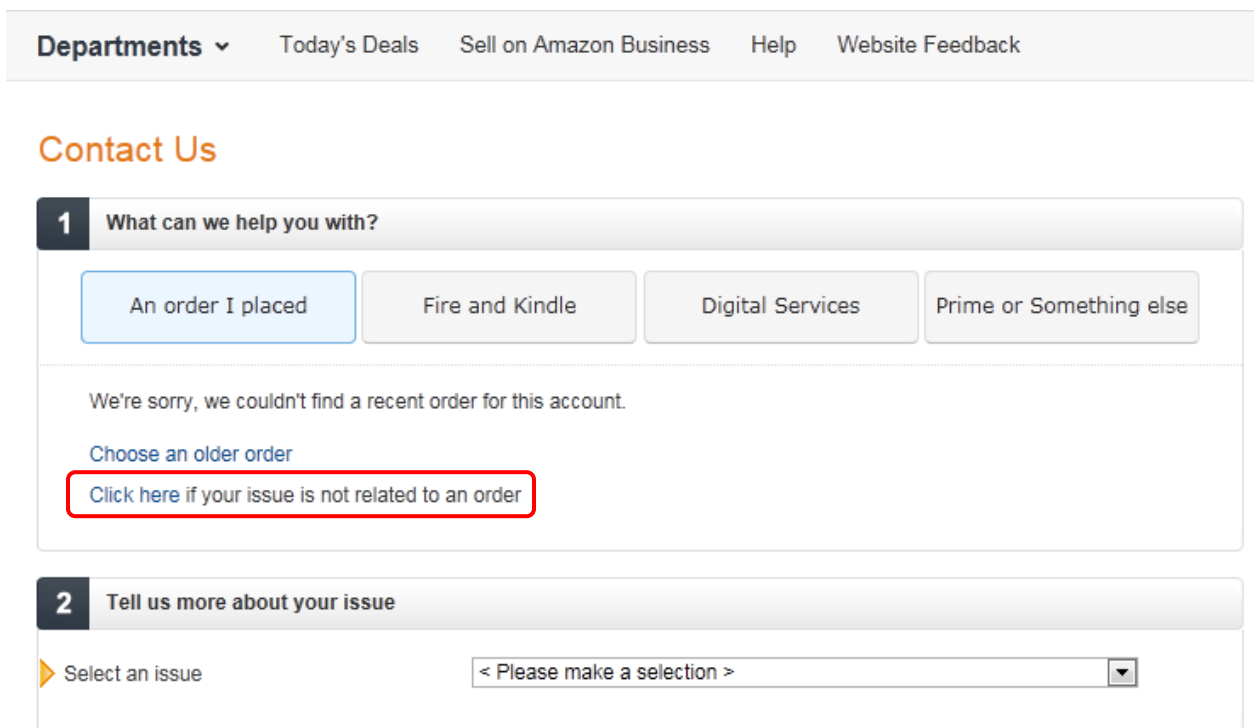 Departments Today's Deals Sell on Amazon Business Help Website Feedback
Contact Us
1 What can we help you with?
An order I placed Fire and Kindle Digital Services Prime or Something else
We're sorry, we couldn't find a recent order for this account.
Choose an older order
Click here if your issue is not related to an order
2 Tell us more about your issue
Select an issue < Please make a selection >